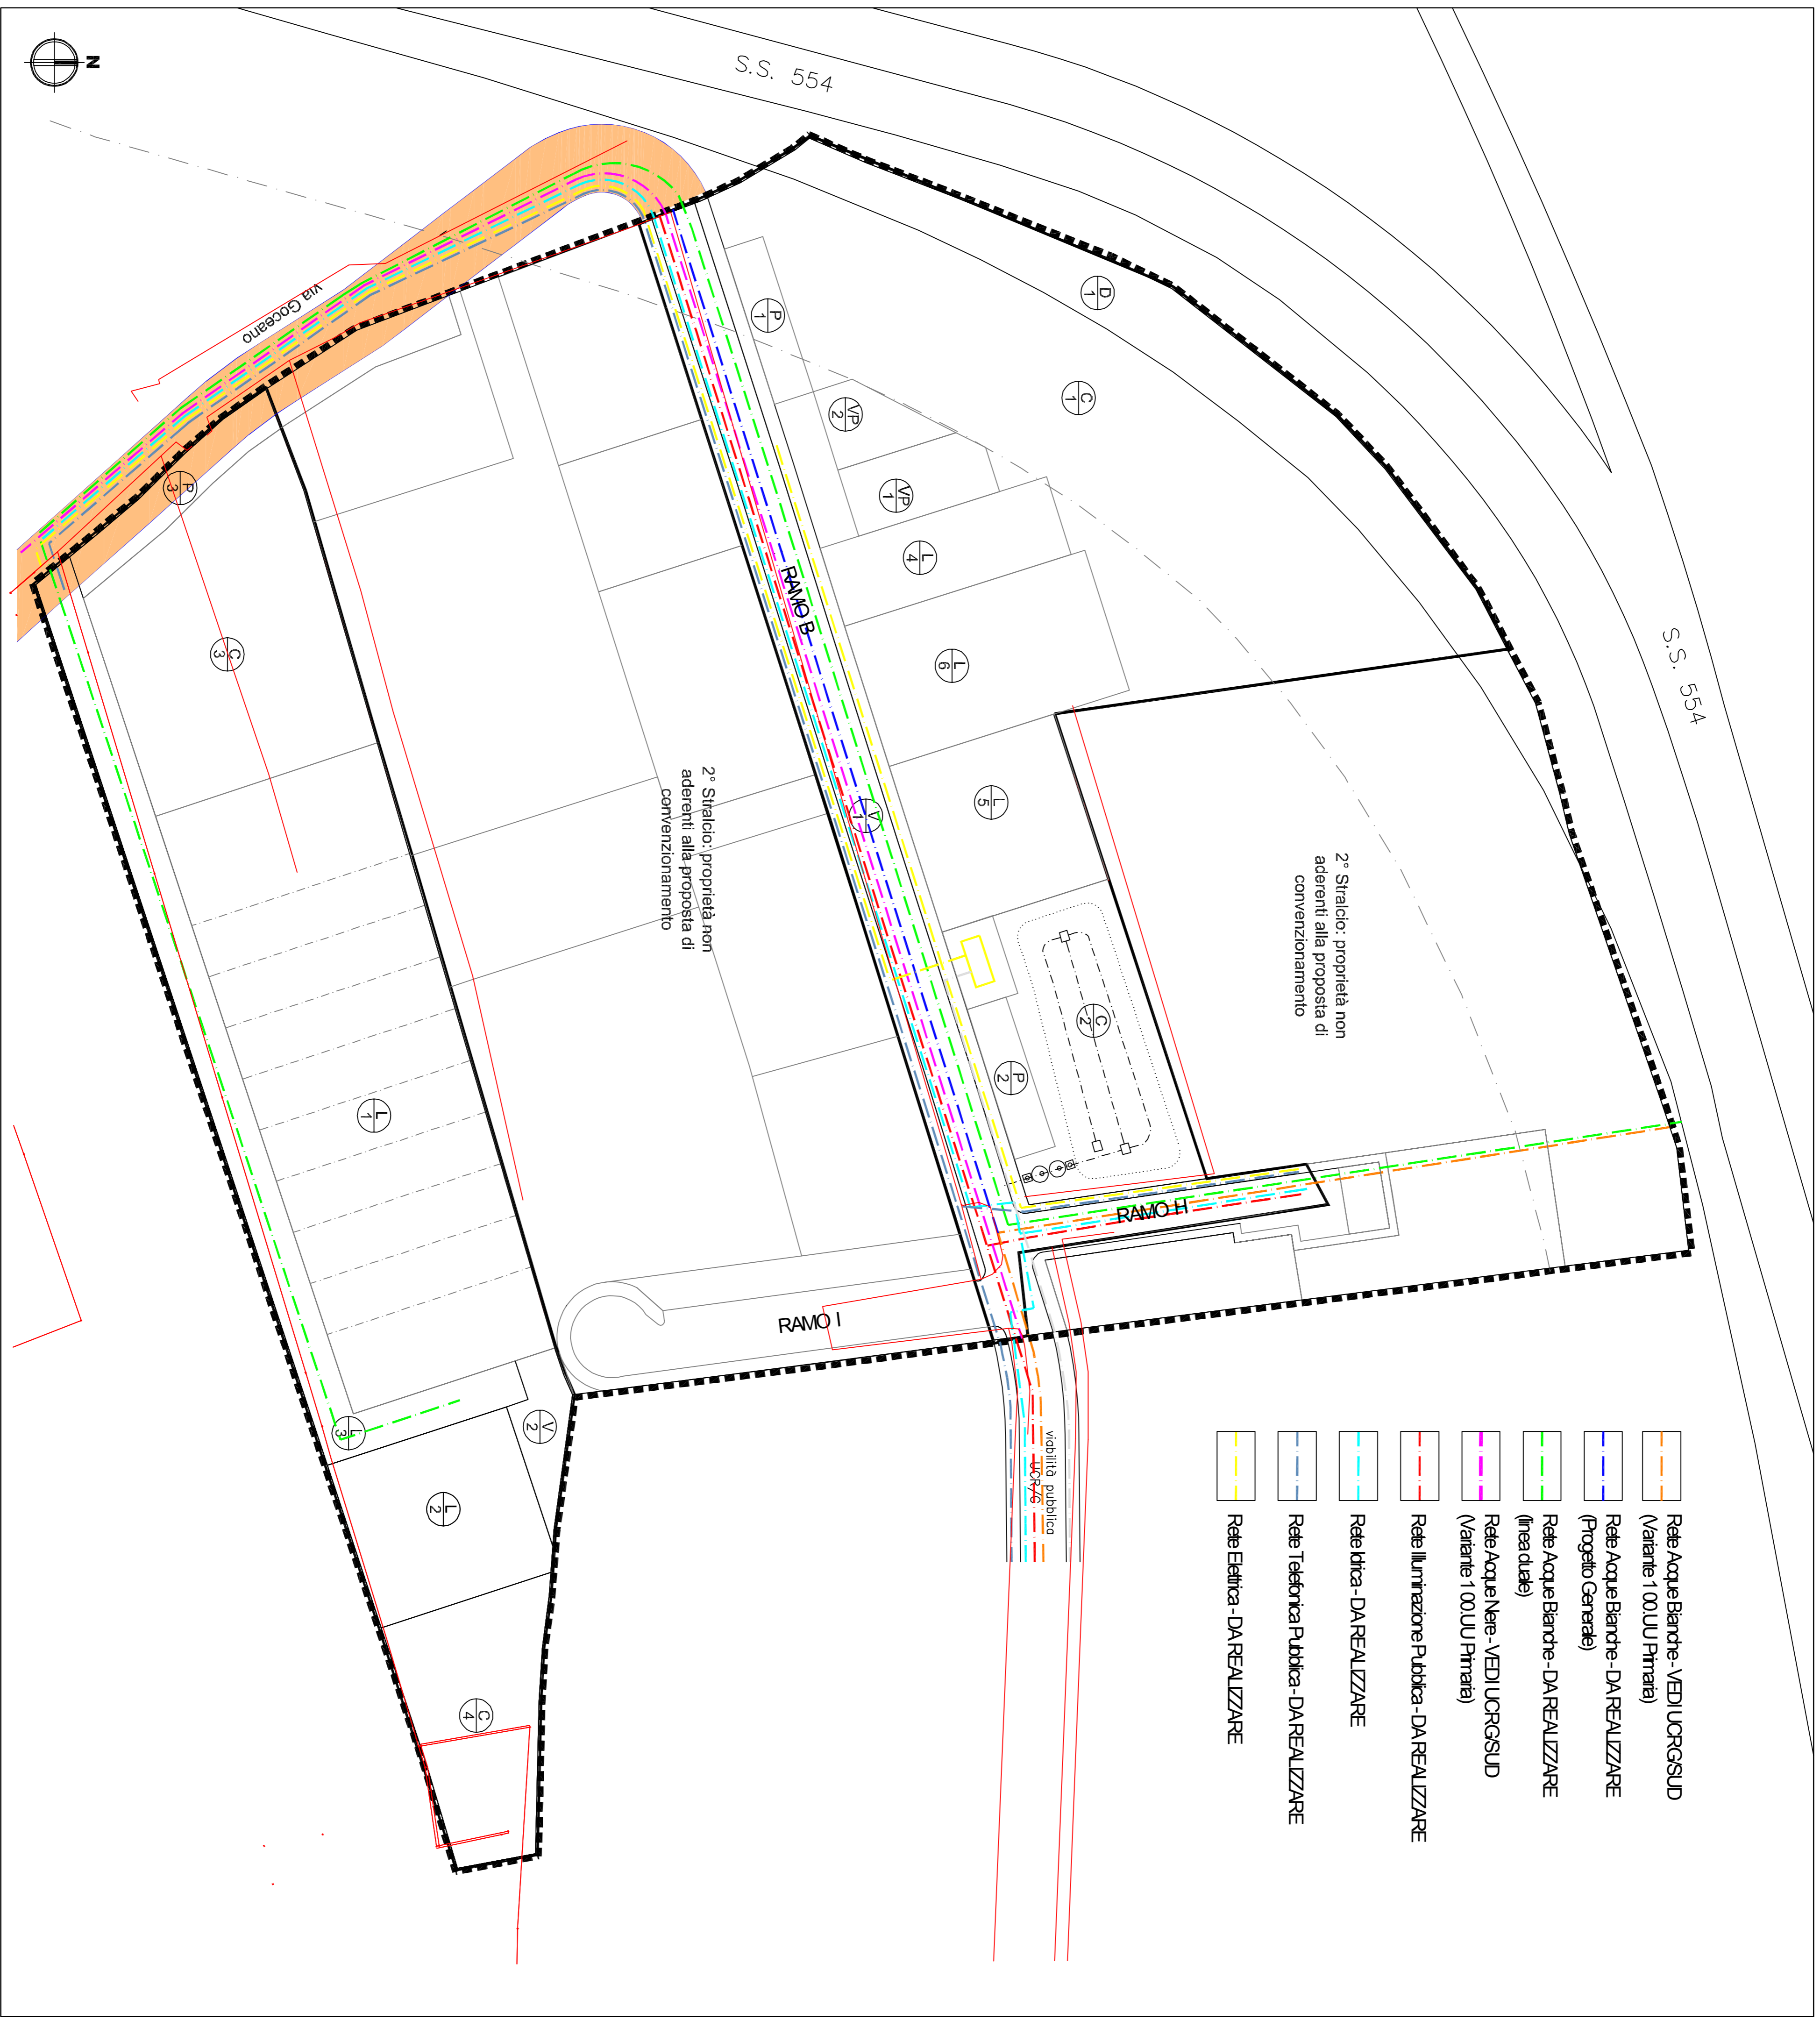 N
S.S. 554
S.S. 554
via Goceano
D
1
C
1
P
1
VP
2
VP
1
L
4
L
6
L
5
RAMO B
V
1
C
2
P
2
P
3
C
3
L
1
2° Stralcio: proprietà non
aderenti alla proposta di
convenzionamento
2° Stralcio: proprietà non
aderenti alla proposta di
convenzionamento
RAMO H
RAMO I
viabilità pubblica
UCR/G
V
2
L
3
L
2
C
4
Rete Acque Bianche - VEDI UCRG/SUD
(Variante 1 OO.UU Primaria)
Rete Acque Bianche - DA REALIZZARE
(Progetto Generale)
Rete Acque Bianche - DA REALIZZARE
(linea duale)
Rete Acque Nere - VEDI UCRG/SUD
(Variante 1 OO.UU Primaria)
Rete Illuminazione Pubblica - DA REALIZZARE
Rete Idrica - DA REALIZZARE
Rete Telefonica Pubblica - DA REALIZZARE
Rete Elettrica - DA REALIZZARE